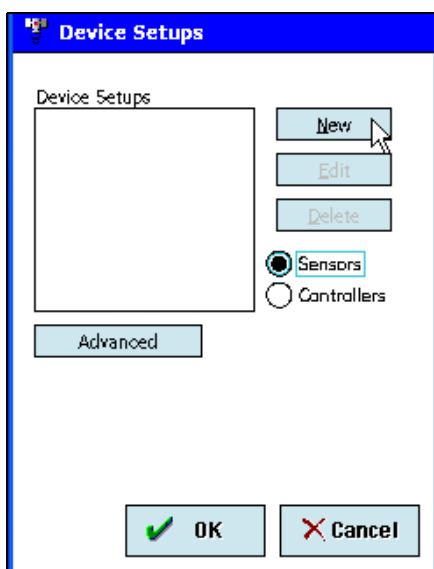 Device Setups
Device Setups
New
Edit
Delete
Sensors
Controllers
Advanced
OK
Cancel